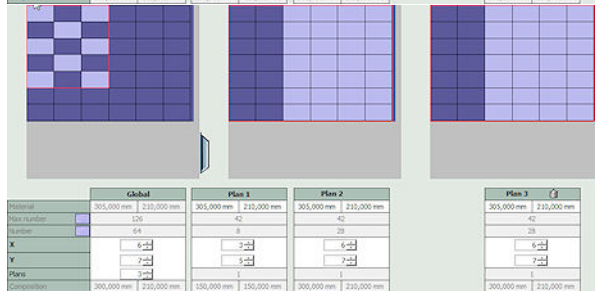 Global Plan 1 Plan 2 Plan 3
Material 305,000 mm 210,000 mm 305,000 mm 210,000 mm 305,000 mm 210,000 mm 305,000 mm 210,000 mm
Max number 126 42 42 42
Number 64 8 28 28
X 6 3 6 6
Y 7 5 7 7
Plans 3 1 1 1
Composition 300,000 mm 210,000 mm 150,000 mm 150,000 mm 300,000 mm 210,000 mm 300,000 mm 210,000 mm